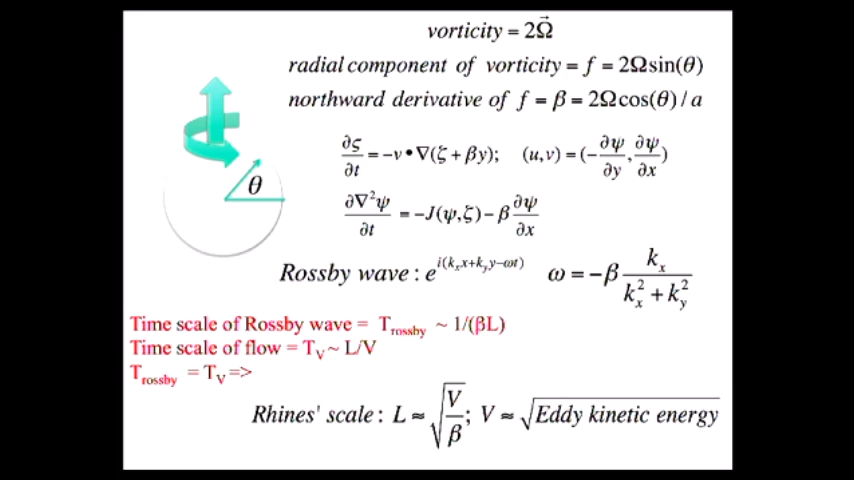 vorticity = 2Ω⃗
radial component of vorticity = f = 2Ωsin(θ)
northward derivative of f = β = 2Ωcos(θ) / a
θ
∂ς/∂t = −v • ∇(ζ + βy); (u,v) = (−∂ψ/∂y, ∂ψ/∂x)
∂∇²ψ/∂t = −J(ψ,ζ) − β ∂ψ/∂x
Rossby wave : e^{i(k_x x+k_y y−ωt)} ω = −β k_x/(k_x² + k_y²)
Time scale of Rossby wave = T_rossby ~ 1/(βL)
Time scale of flow = T_V ~ L/V
T_rossby = T_V =>
Rhines' scale : L ≈ √(V/β); V ≈ √(Eddy kinetic energy)